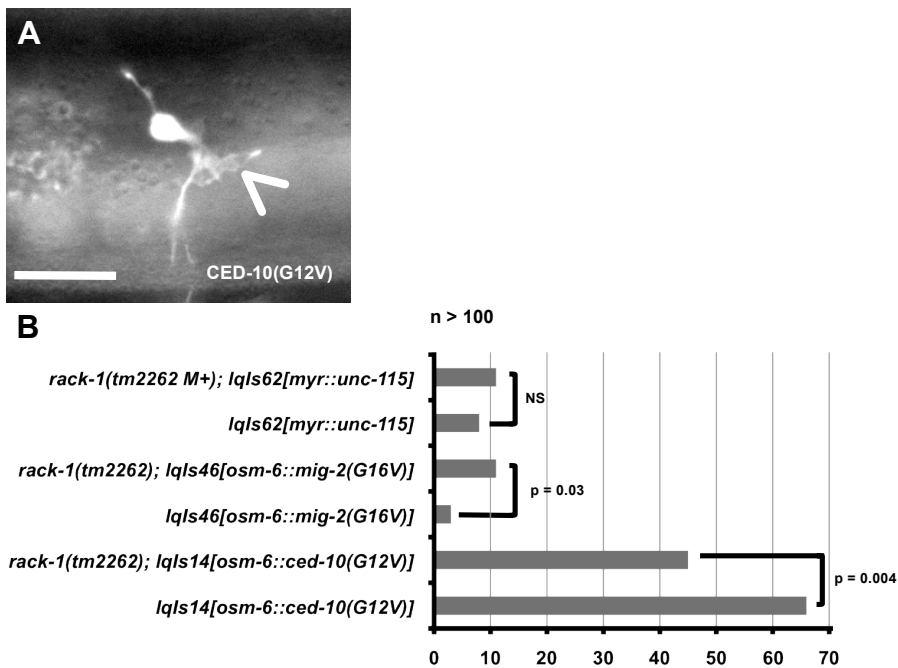 A
CED-10(G12V)
B
n > 100
rack-1(tm2262 M+); lqIs62[myr::unc-115]
NS
lqIs62[myr::unc-115]
rack-1(tm2262); lqIs46[osm-6::mig-2(G16V)]
p = 0.03
lqIs46[osm-6::mig-2(G16V)]
rack-1(tm2262); lqIs14[osm-6::ced-10(G12V)]
p = 0.004
lqIs14[osm-6::ced-10(G12V)]
0 10 20 30 40 50 60 70